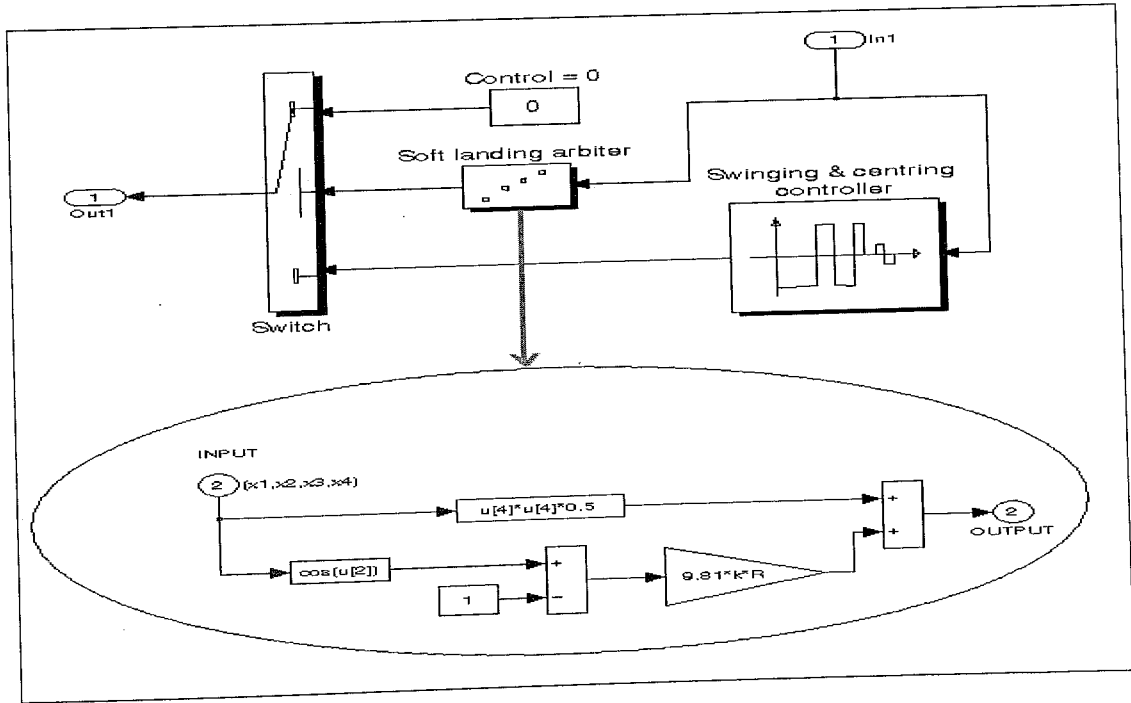 1
In1
Control = 0
0
Soft landing arbiter
Swinging & centring
controller
1
Out1
Switch
INPUT
2
(x1,x2,x3,x4)
u[4]*u[4]*0.5
+
+
2
OUTPUT
cos(u[2])
+
−
1
9.81*k*R